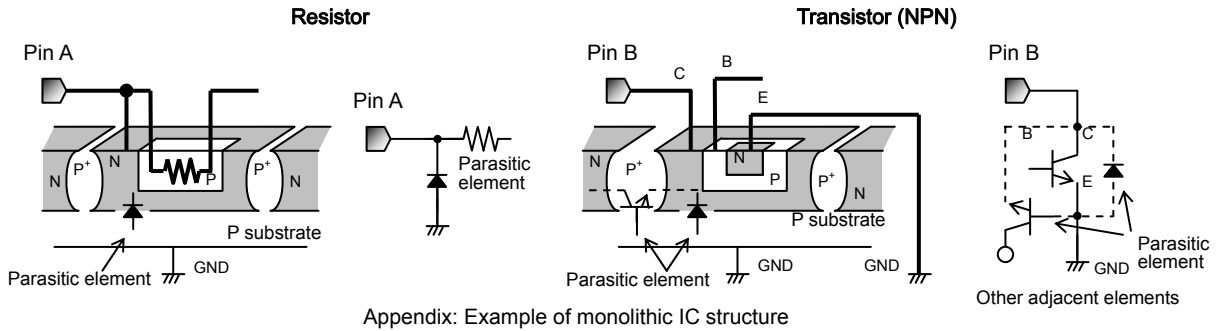 Resistor
Transistor (NPN)
Pin A
Pin B
C
B
E
Pin B
Pin A
N
P+
N
P
P+
N
Parasitic
element
N
P+
N
P
P+
N
B
C
E
P substrate
P substrate
Parasitic element
GND
Parasitic element
GND
GND
GND
Parasitic
element
Other adjacent elements
Appendix: Example of monolithic IC structure